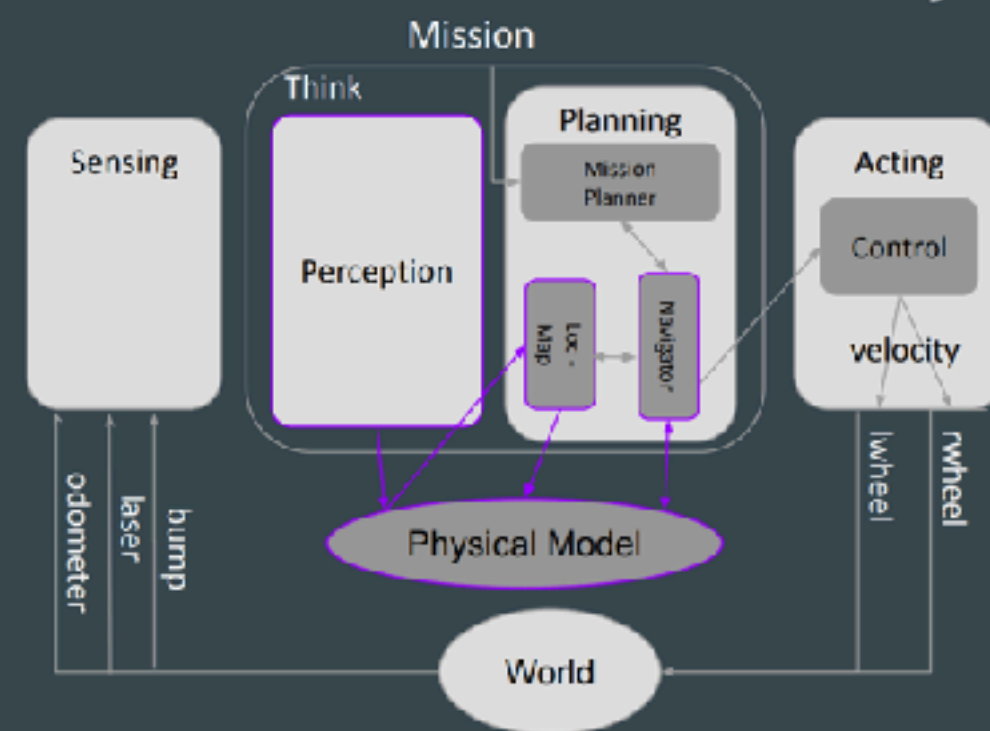 Mission
Think
Sensing
Perception
Planning
Mission
Planner
Loc -
Map
Navigator
Acting
Control
velocity
odometer
laser
bump
lwheel
rwheel
Physical Model
World